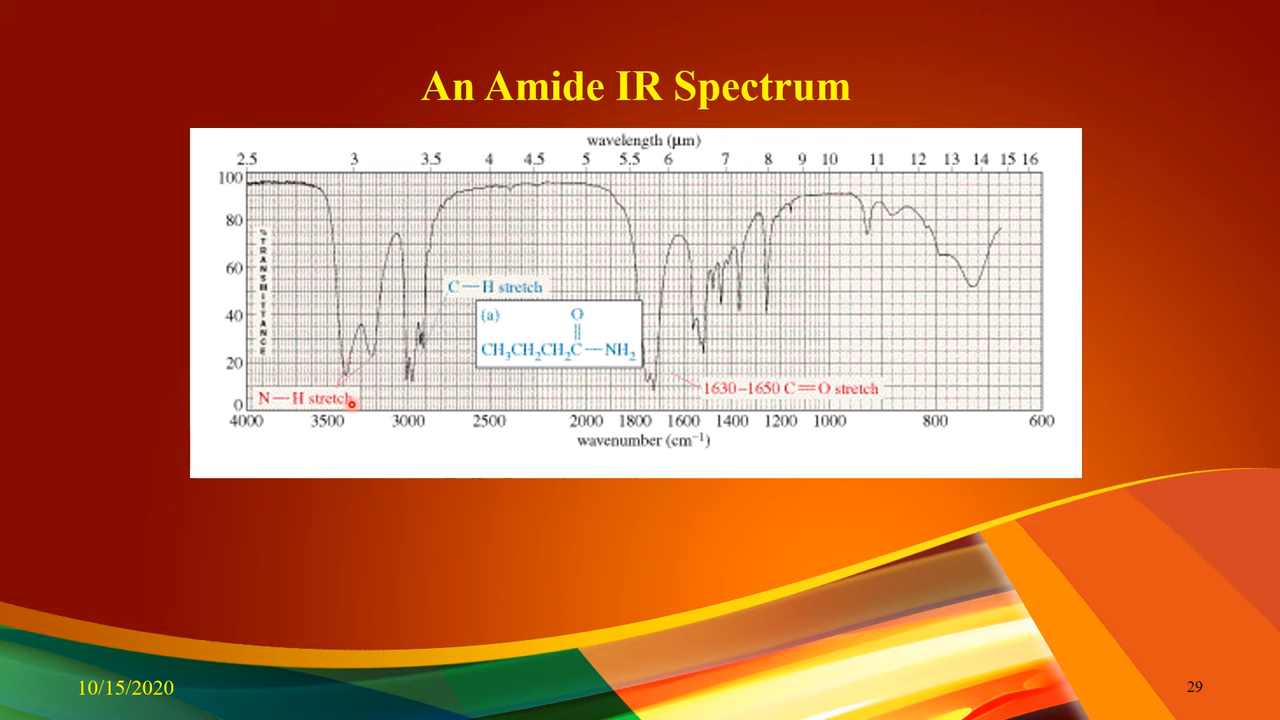 An Amide IR Spectrum
wavelength (μm)
2.5 3 3.5 4 4.5 5 5.5 6 7 8 9 10 11 12 13 14 15 16
100
80
60
40
20
0
%TRANSMITTANCE
C—H stretch
(a)
O
CH₃CH₂CH₂C—NH₂
N—H stretch
1630–1650 C=O stretch
4000 3500 3000 2500 2000 1800 1600 1400 1200 1000 800 600
wavenumber (cm⁻¹)
10/15/2020
29